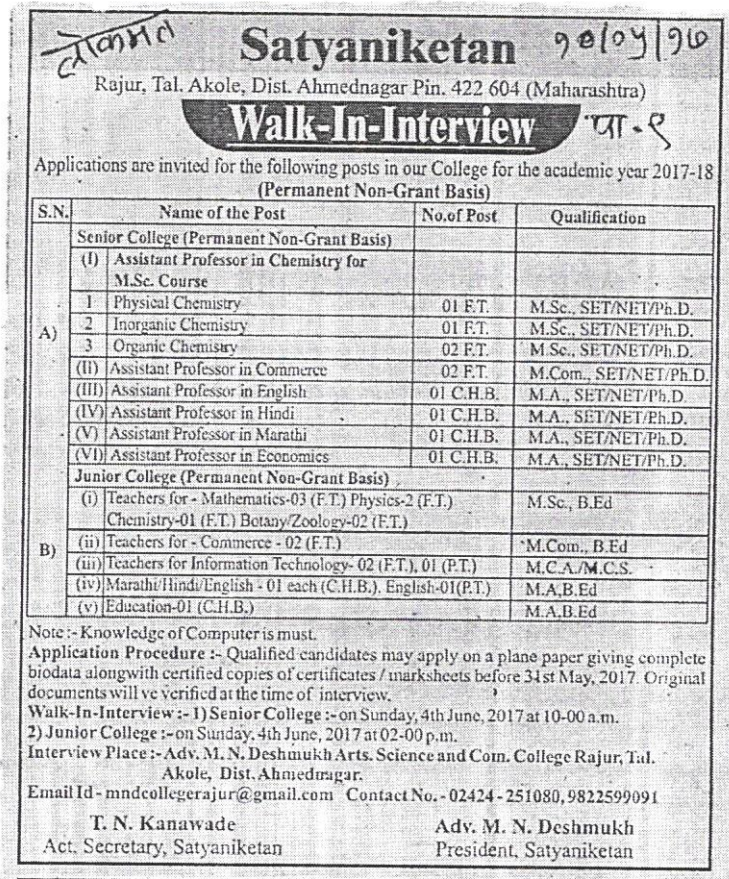 लोकमत
Satyaniketan
१०/०५/१७
Rajur, Tal. Akole, Dist. Ahmednagar Pin. 422 604 (Maharashtra)
Walk-In-Interview पा-९
Applications are invited for the following posts in our College for the academic year 2017-18
(Permanent Non-Grant Basis)
S.N. Name of the Post No.of Post Qualification
Senior College (Permanent Non-Grant Basis)
(I) Assistant Professor in Chemistry for
M.Sc. Course
1 Physical Chemistry 01 F.T. M.Sc., SET/NET/Ph.D.
A) 2 Inorganic Chemistry 01 F.T. M.Sc., SET/NET/Ph.D.
3 Organic Chemistry 02 F.T. M.Sc., SET/NET/Ph.D.
(Ii) Assistant Professor in Commerce 02 F.T. M.Com., SET/NET/Ph.D.
(III) Assistant Professor in English 01 C.H.B. M.A., SET/NET/Ph.D.
(IV) Assistant Professor in Hindi 01 C.H.B. M.A., SET/NET/Ph.D.
(V) Assistant Professor in Marathi 01 C.H.B. M.A., SET/NET/Ph.D.
(VI) Assistant Professor in Economics 01 C.H.B. M.A., SET/NET/Ph.D.
Junior College (Permanent Non-Grant Basis)
(i) Teachers for - Mathematics-03 (F.T.) Physics-2 (F.T.) M.Sc., B.Ed
Chemistry-01 (F.T.) Botany/Zoology-02 (F.T.)
B) (ii) Teachers for - Commerce - 02 (F.T.) M.Com., B.Ed
(iii) Teachers for Information Technology- 02 (F.T.), 01 (P.T.) M.C.A./M.C.S.
(iv) Marathi/Hindi/English - 01 each (C.H.B.). English-01(P.T.) M.A,B.Ed
(v) Education-01 (C.H.B.) M.A.B.Ed
Note :- Knowledge of Computer is must.
Application Procedure :- Qualified candidates may apply on a plane paper giving complete
biodata alongwith certified copies of certificates / marksheets before 31st May, 2017. Original
documents will ve verified at the time of interview.
Walk-In-Interview :- 1) Senior College :- on Sunday, 4th June, 2017 at 10-00 a.m.
2) Junior College :- on Sunday, 4th June, 2017 at 02-00 p.m.
Interview Place :- Adv. M. N. Deshmukh Arts. Science and Com. College Rajur, Tal.
Akole, Dist. Ahmednagar.
Email Id - mndcollegerajur@gmail.com Contact No. - 02424 - 251080, 9822599091
T. N. Kanawade Adv. M. N. Deshmukh
Act. Secretary, Satyaniketan President, Satyaniketan